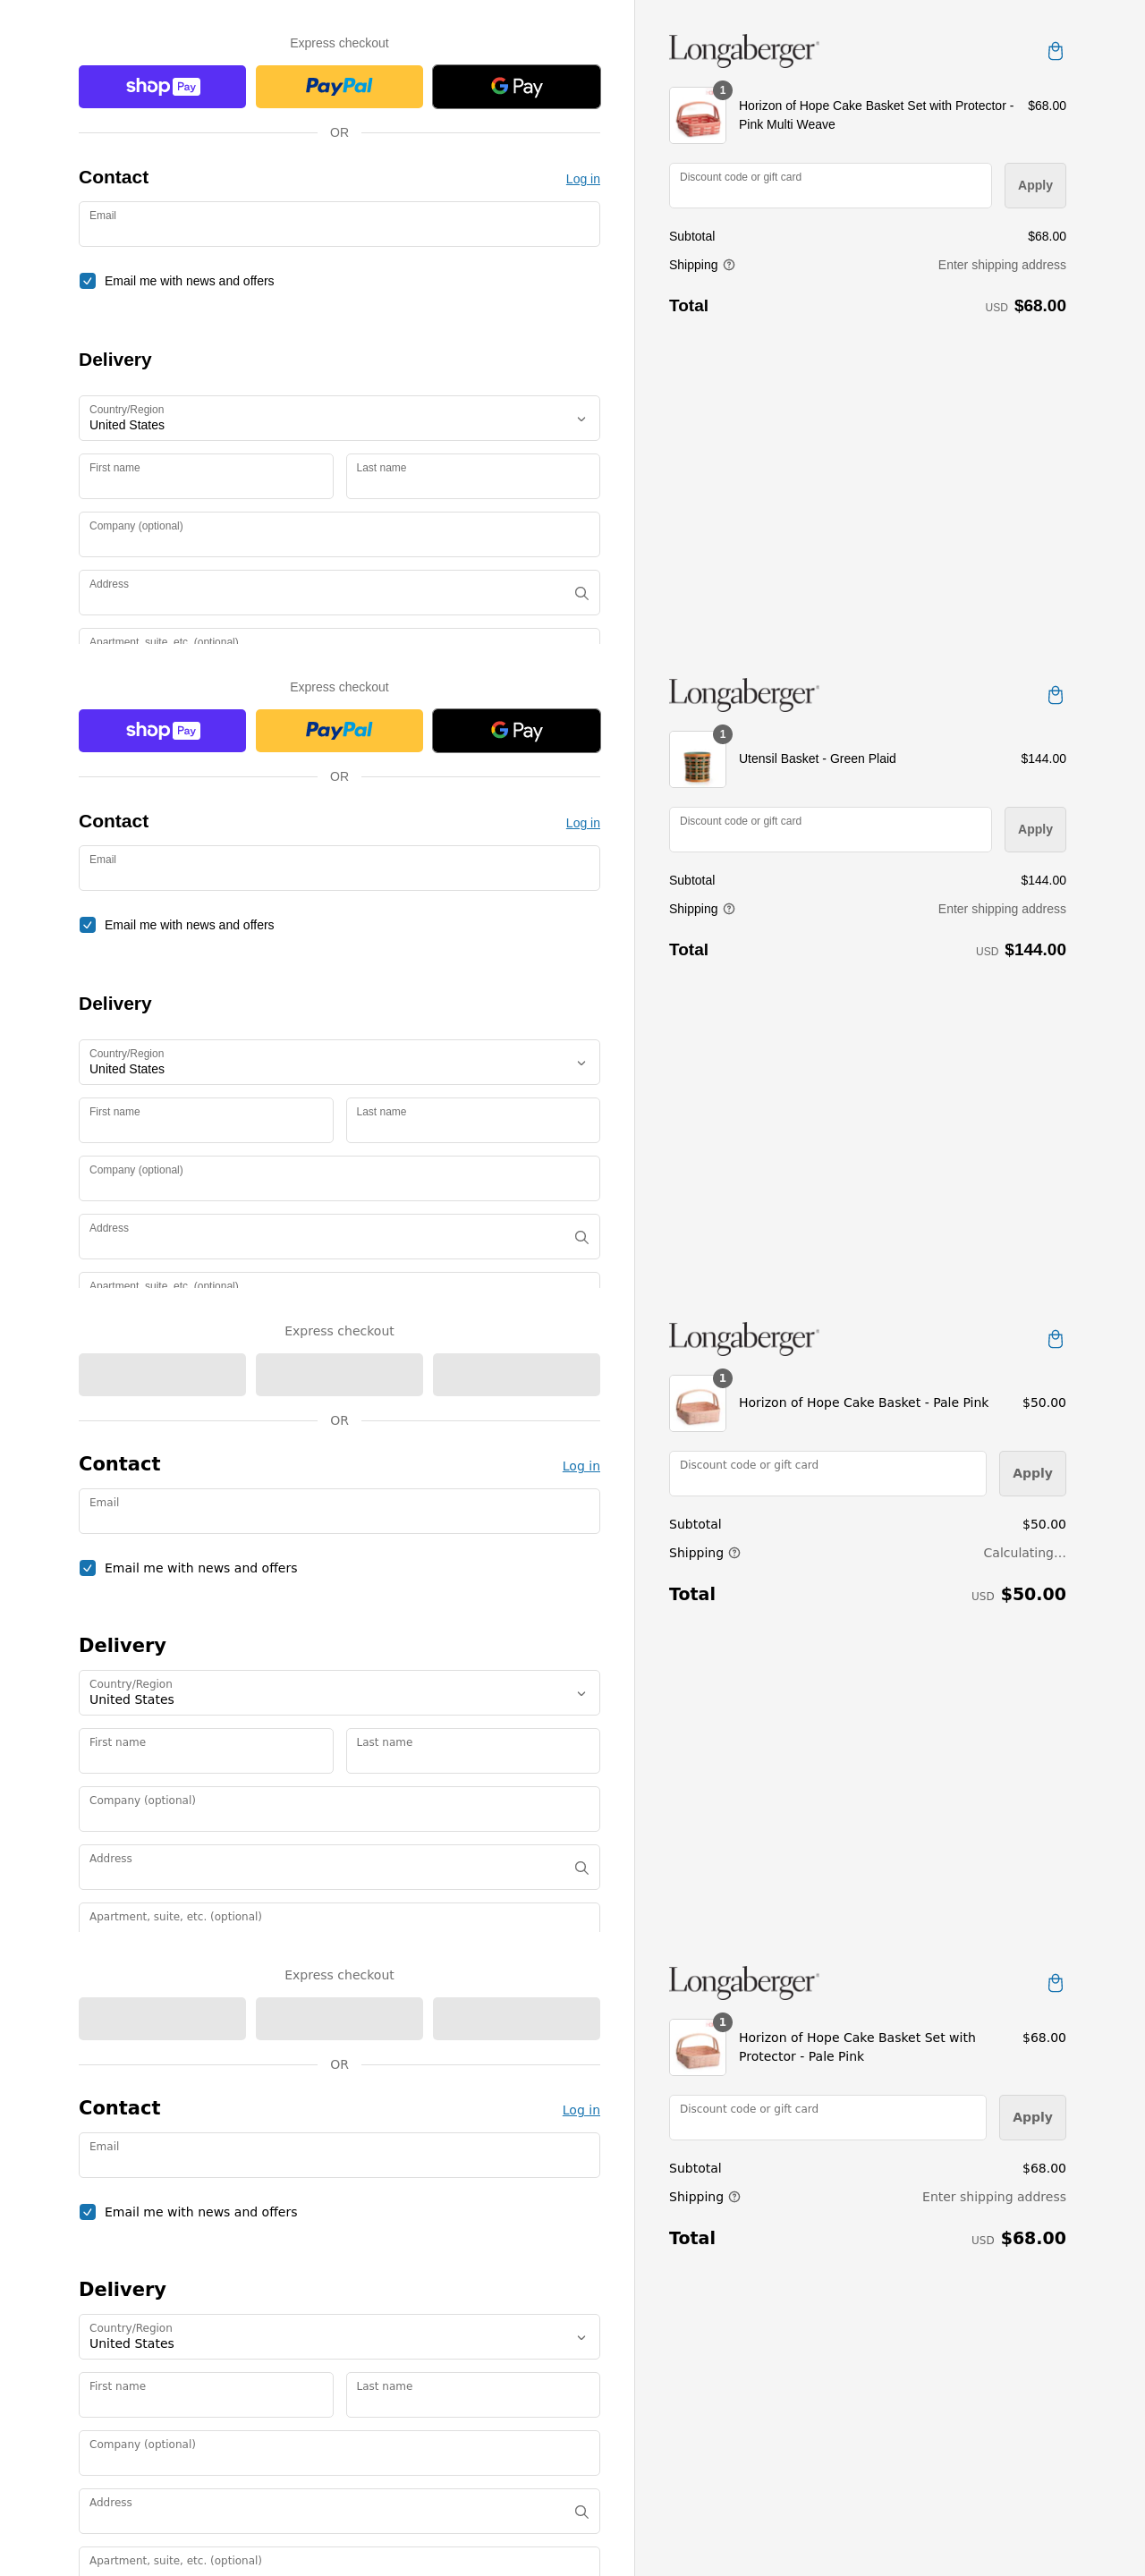 Express checkout
shop Pay
PayPal
G Pay
OR
Contact
Log in
Email
Email me with news and offers
Delivery
Country/Region
United States
First name
Last name
Company (optional)
Address
Apartment, suite, etc. (optional)
Longaberger®
1
Horizon of Hope Cake Basket Set with Protector -
Pink Multi Weave
$68.00
Discount code or gift card
Apply
Subtotal
$68.00
Shipping
Enter shipping address
Total
USD $68.00
Express checkout
shop Pay
PayPal
G Pay
OR
Contact
Log in
Email
Email me with news and offers
Delivery
Country/Region
United States
First name
Last name
Company (optional)
Address
Apartment, suite, etc. (optional)
Longaberger®
1
Utensil Basket - Green Plaid
$144.00
Discount code or gift card
Apply
Subtotal
$144.00
Shipping
Enter shipping address
Total
USD $144.00
Express checkout
OR
Contact
Log in
Email
Email me with news and offers
Delivery
Country/Region
United States
First name
Last name
Company (optional)
Address
Apartment, suite, etc. (optional)
Longaberger®
1
Horizon of Hope Cake Basket - Pale Pink
$50.00
Discount code or gift card
Apply
Subtotal
$50.00
Shipping
Calculating...
Total
USD $50.00
Express checkout
OR
Contact
Log in
Email
Email me with news and offers
Delivery
Country/Region
United States
First name
Last name
Company (optional)
Address
Apartment, suite, etc. (optional)
Longaberger®
1
Horizon of Hope Cake Basket Set with
Protector - Pale Pink
$68.00
Discount code or gift card
Apply
Subtotal
$68.00
Shipping
Enter shipping address
Total
USD $68.00